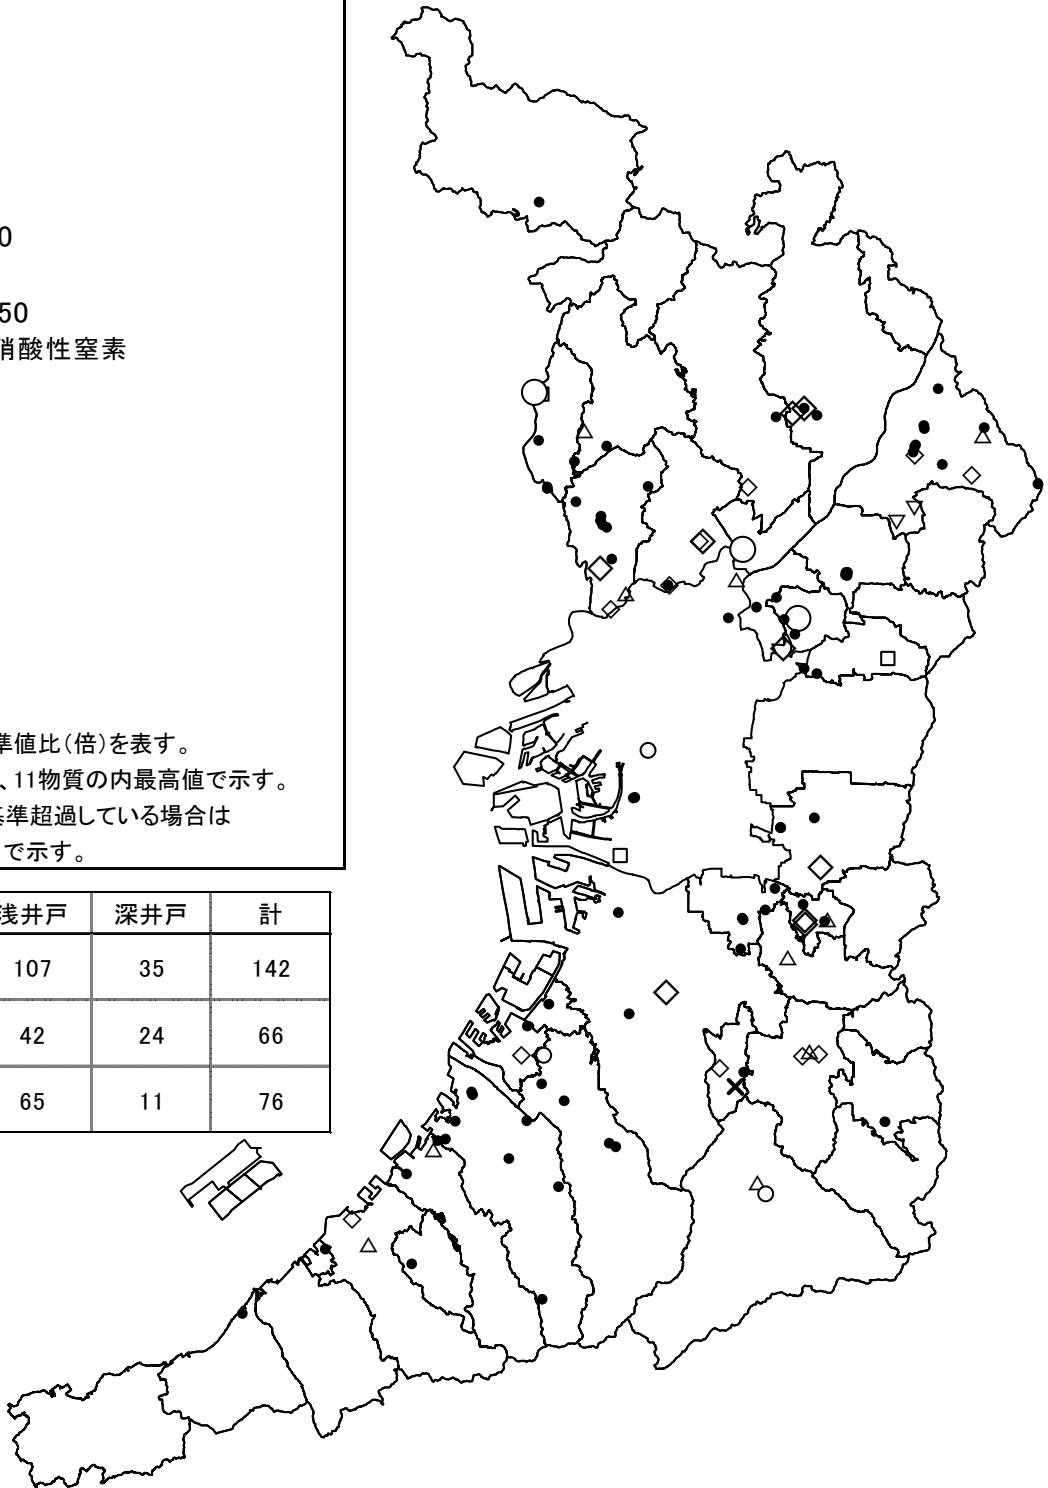 0
50
硝酸性窒素
準値比(倍)を表す。
、11物質の内最高値で示す。
基準超過している場合は
で示す。
浅井戸 深井戸 計
107 35 142
42 24 66
65 11 76